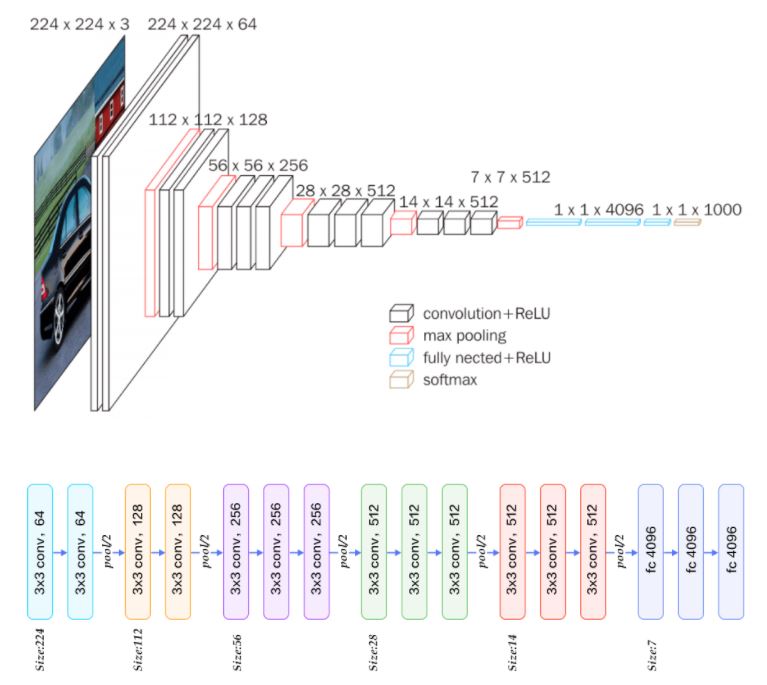 224 x 224 x 3
224 x 224 x 64
112 x 112 x 128
56 x 56 x 256
28 x 28 x 512
14 x 14 x 512
7 x 7 x 512
1 x 1 x 4096
1 x 1 x 1000
convolution+ReLU
max pooling
fully nected+ReLU
softmax
3x3 conv, 64
3x3 conv, 64
pool/2
3x3 conv, 128
3x3 conv, 128
pool/2
3x3 conv, 256
3x3 conv, 256
3x3 conv, 256
pool/2
3x3 conv, 512
3x3 conv, 512
3x3 conv, 512
pool/2
3x3 conv, 512
3x3 conv, 512
3x3 conv, 512
pool/2
fc 4096
fc 4096
fc 4096
Size:224
Size:112
Size:56
Size:28
Size:14
Size:7